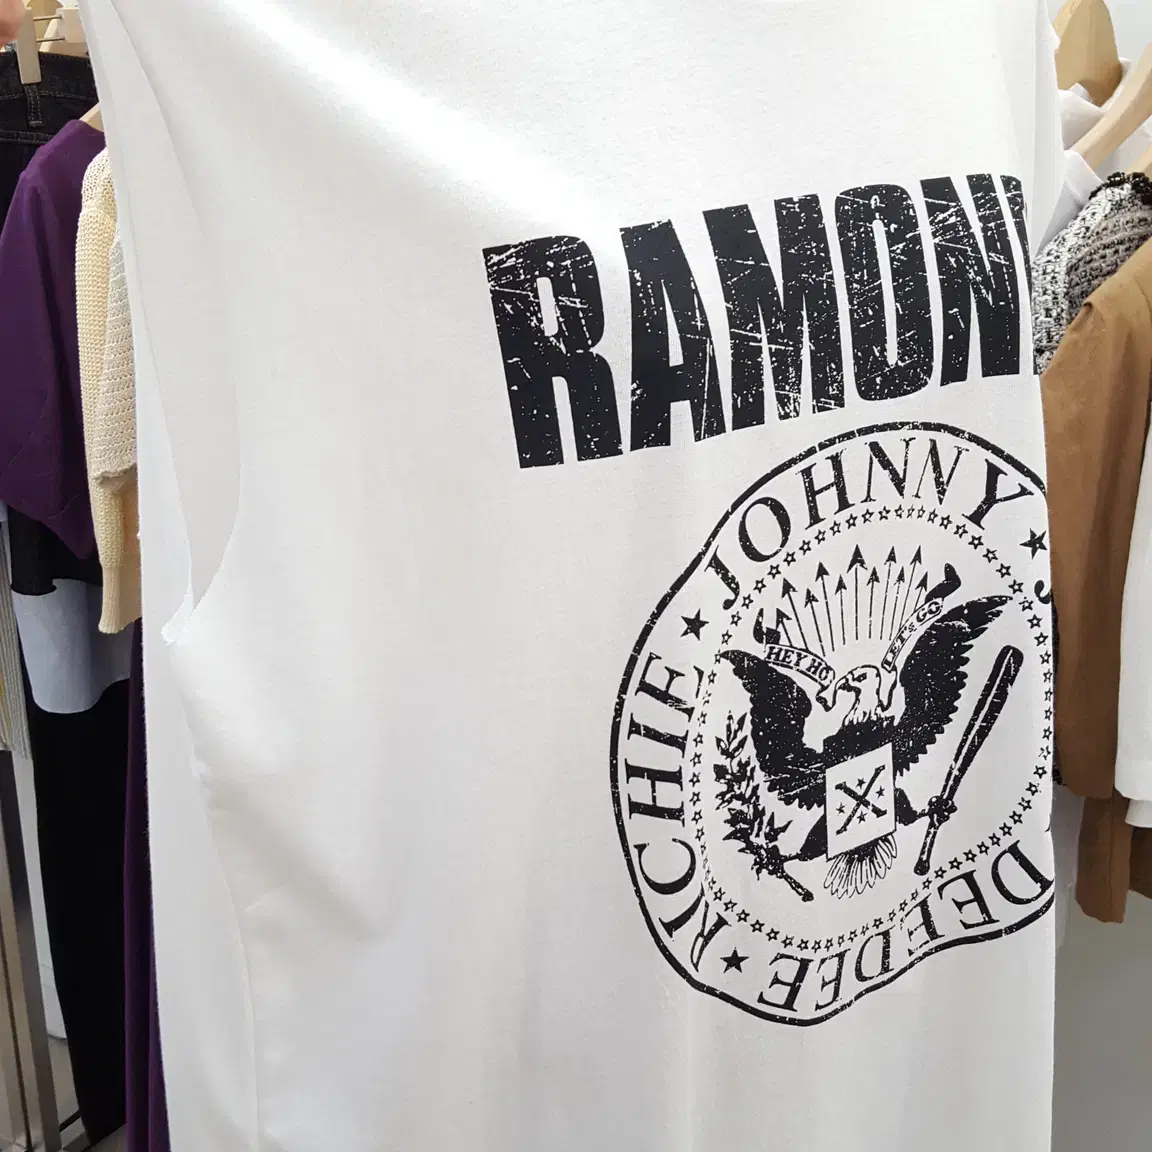 RAMON
JOHNNY
DEEDEE
RICHIE
HEY HO
LET'S GO